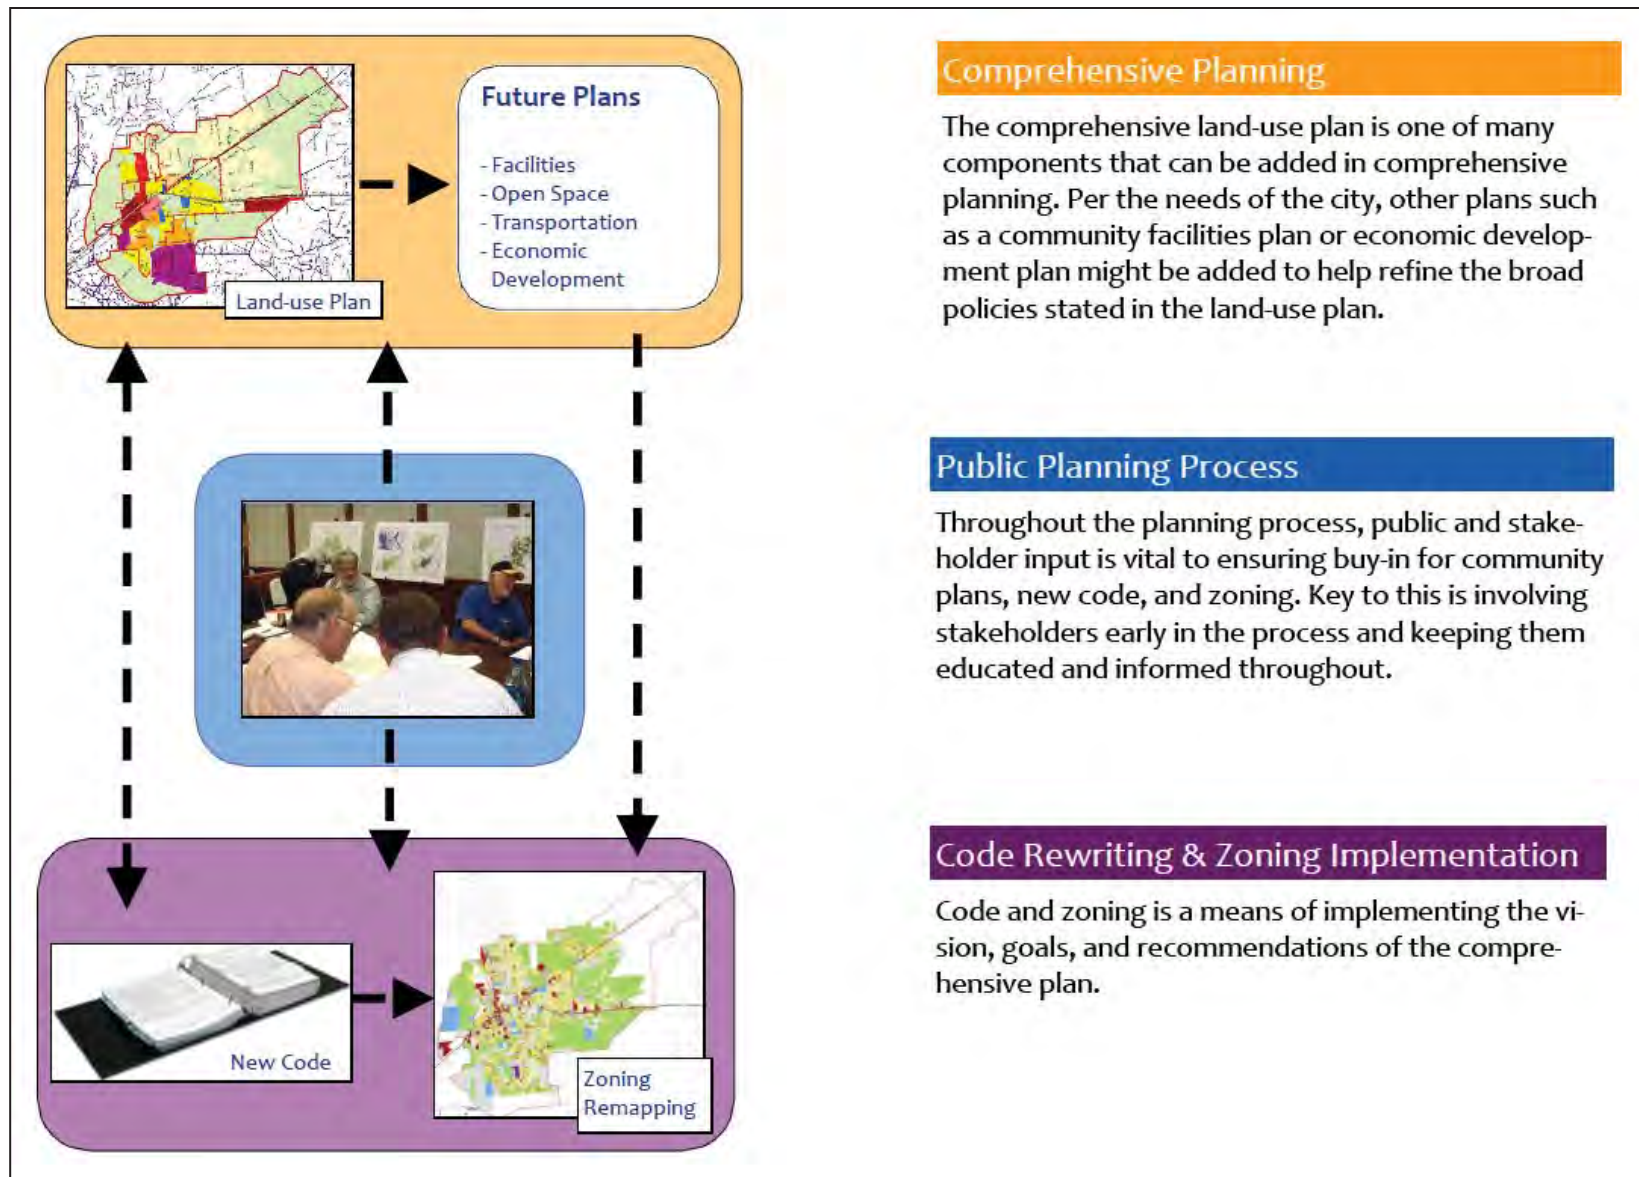 Land-use Plan
Future Plans
- Facilities
- Open Space
- Transportation
- Economic
Development
New Code
Zoning
Remapping
Comprehensive Planning
The comprehensive land-use plan is one of many
components that can be added in comprehensive
planning. Per the needs of the city, other plans such
as a community facilities plan or economic develop-
ment plan might be added to help refine the broad
policies stated in the land-use plan.
Public Planning Process
Throughout the planning process, public and stake-
holder input is vital to ensuring buy-in for community
plans, new code, and zoning. Key to this is involving
stakeholders early in the process and keeping them
educated and informed throughout.
Code Rewriting & Zoning Implementation
Code and zoning is a means of implementing the vi-
sion, goals, and recommendations of the compre-
hensive plan.